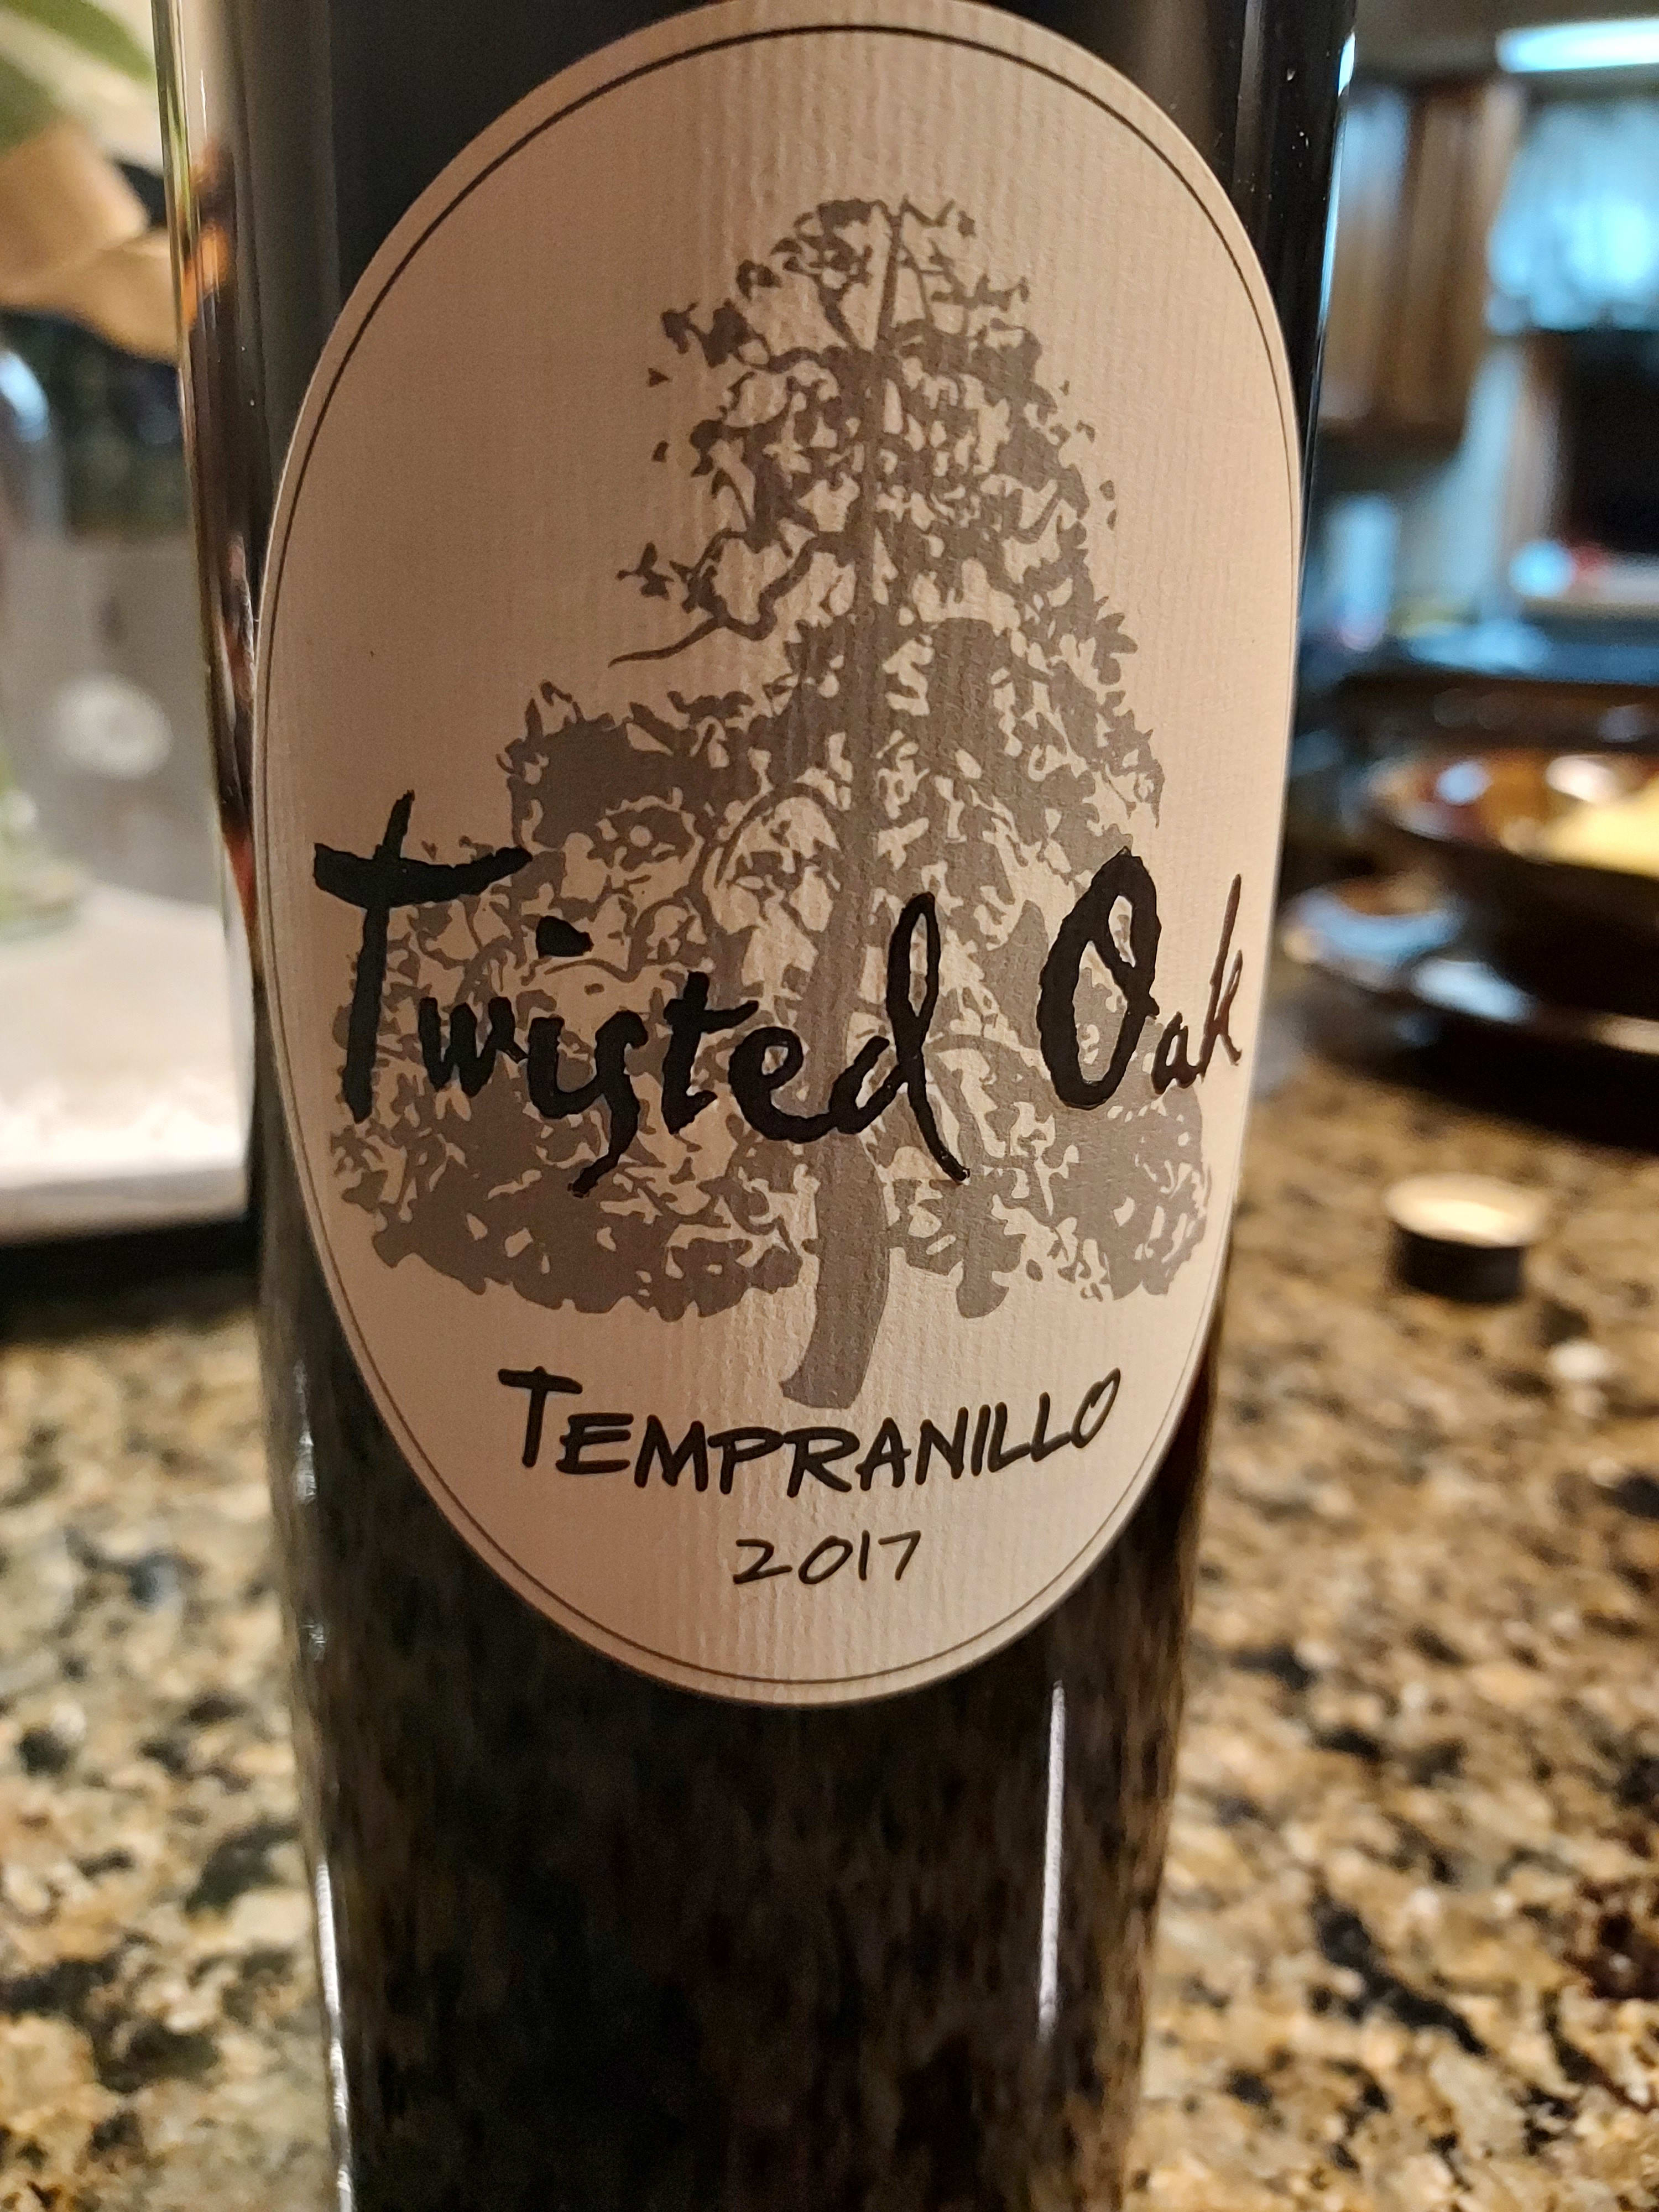 Twisted Oak
TEMPRANILLO
2017